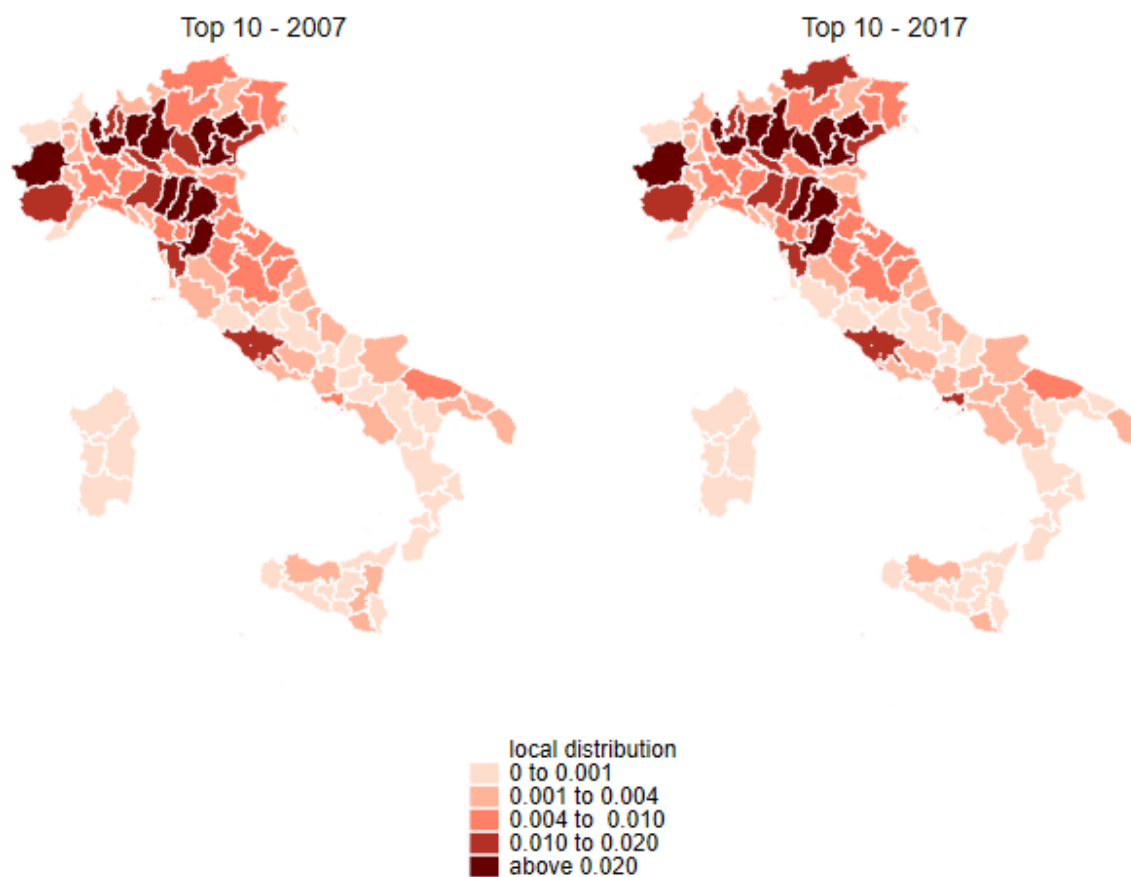 Top 10 - 2007
Top 10 - 2017
local distribution
0 to 0.001
0.001 to 0.004
0.004 to  0.010
0.010 to 0.020
above 0.020